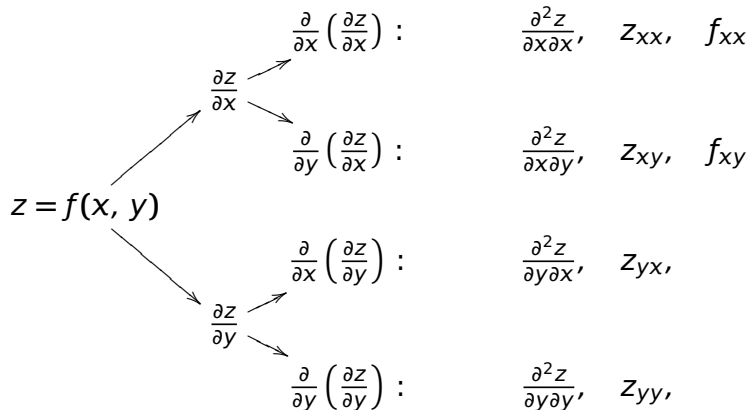 ∂/∂x (∂z/∂x) : ∂²z/∂x∂x, z_xx, f_xx
∂z/∂x
∂/∂y (∂z/∂x) : ∂²z/∂x∂y, z_xy, f_xy
z = f(x, y)
∂/∂x (∂z/∂y) : ∂²z/∂y∂x, z_yx,
∂z/∂y
∂/∂y (∂z/∂y) : ∂²z/∂y∂y, z_yy,